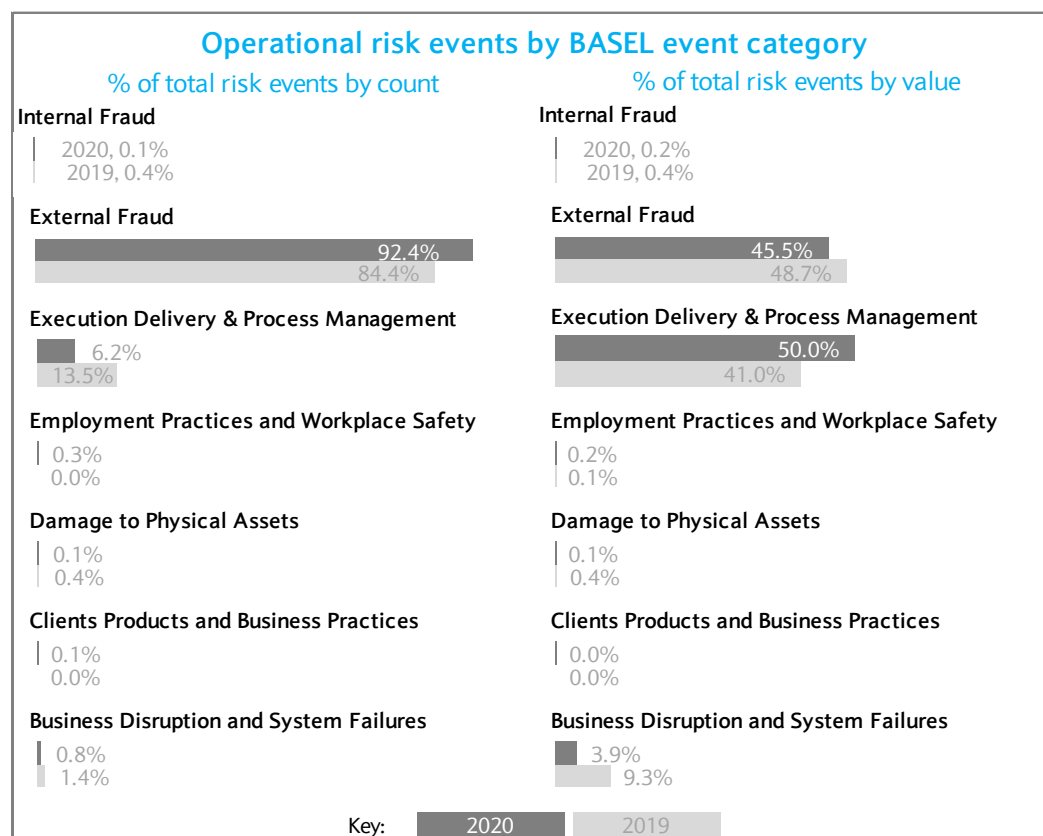 Operational risk events by BASEL event category
% of total risk events by count
Internal Fraud
2020, 0.1%
2019, 0.4%
External Fraud
92.4%
84.4%
Execution Delivery & Process Management
6.2%
13.5%
Employment Practices and Workplace Safety
0.3%
0.0%
Damage to Physical Assets
0.1%
0.4%
Clients Products and Business Practices
0.1%
0.0%
Business Disruption and System Failures
0.8%
1.4%
% of total risk events by value
Internal Fraud
2020, 0.2%
2019, 0.4%
External Fraud
45.5%
48.7%
Execution Delivery & Process Management
50.0%
41.0%
Employment Practices and Workplace Safety
0.2%
0.1%
Damage to Physical Assets
0.1%
0.4%
Clients Products and Business Practices
0.0%
0.0%
Business Disruption and System Failures
3.9%
9.3%
Key: 2020 2019